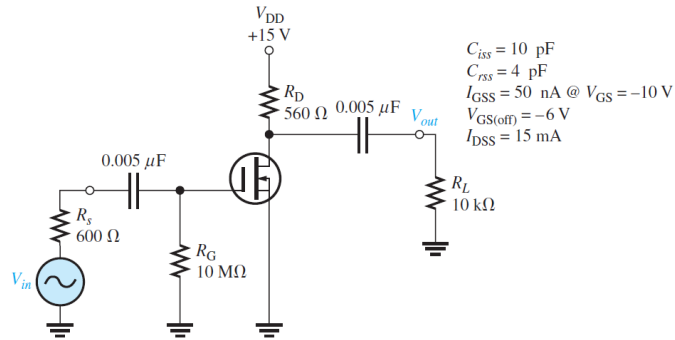 V_DD
+15 V
R_D
560 Ω
0.005 μF
V_out
C_iss = 10 pF
C_rss = 4 pF
I_GSS = 50 nA @ V_GS = −10 V
V_GS(off) = −6 V
I_DSS = 15 mA
0.005 μF
R_s
600 Ω
V_in
R_G
10 MΩ
R_L
10 kΩ